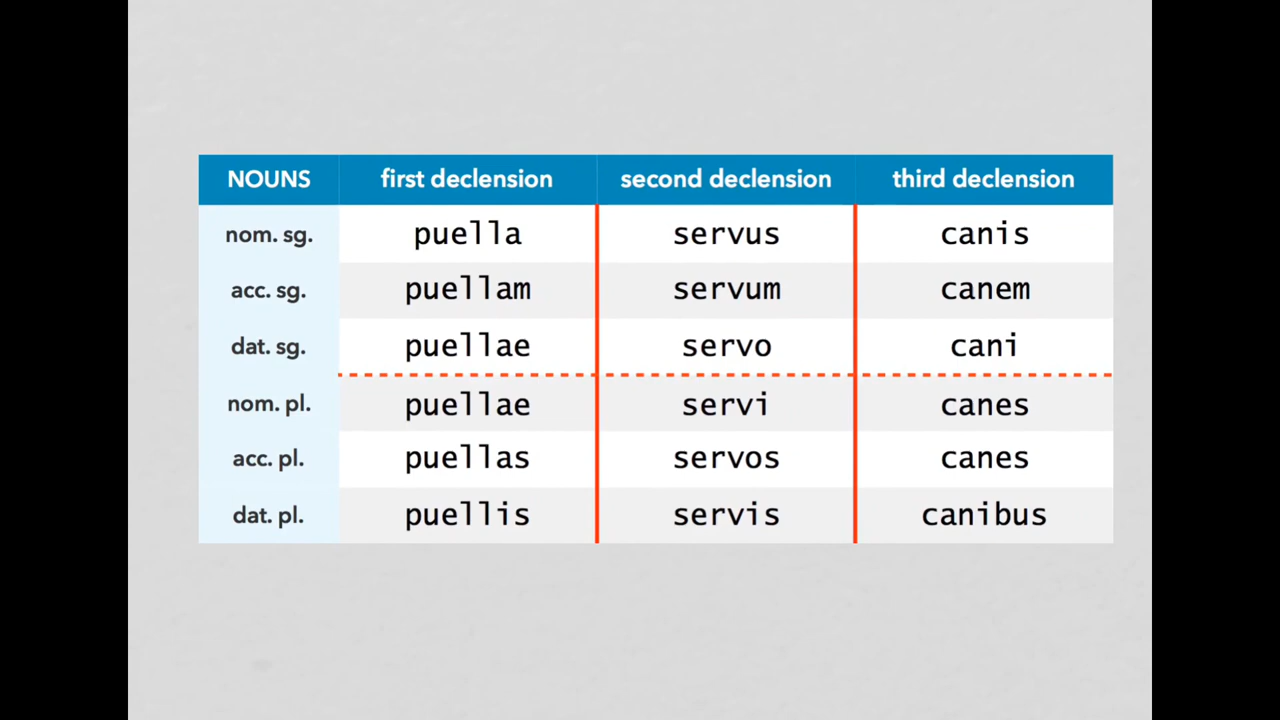 NOUNS first declension second declension third declension
nom. sg. puella servus canis
acc. sg. puellam servum canem
dat. sg. puellae servo cani
nom. pl. puellae servi canes
acc. pl. puellas servos canes
dat. pl. puellis servis canibus